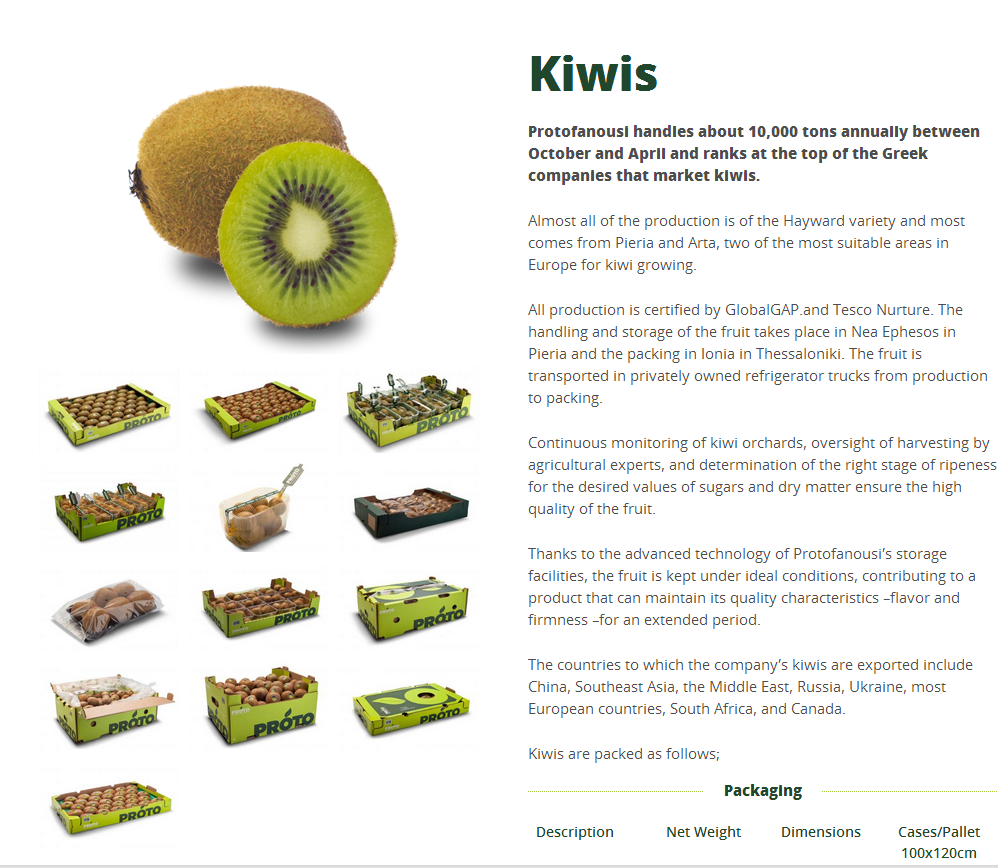 Kiwis
Protofanousi handles about 10,000 tons annually between
October and April and ranks at the top of the Greek
companies that market kiwis.
Almost all of the production is of the Hayward variety and most
comes from Pieria and Arta, two of the most suitable areas in
Europe for kiwi growing.
All production is certified by GlobalGAP.and Tesco Nurture. The
handling and storage of the fruit takes place in Nea Ephesos in
Pieria and the packing in Ionia in Thessaloniki. The fruit is
transported in privately owned refrigerator trucks from production
to packing.
Continuous monitoring of kiwi orchards, oversight of harvesting by
agricultural experts, and determination of the right stage of ripeness
for the desired values of sugars and dry matter ensure the high
quality of the fruit.
Thanks to the advanced technology of Protofanousi's storage
facilities, the fruit is kept under ideal conditions, contributing to a
product that can maintain its quality characteristics –flavor and
firmness –for an extended period.
The countries to which the company's kiwis are exported include
China, Southeast Asia, the Middle East, Russia, Ukraine, most
European countries, South Africa, and Canada.
Kiwis are packed as follows;
Packaging
Description Net Weight Dimensions Cases/Pallet
100x120cm
PRÓTO
PRÓTO
PRÓTO
PRÓTO
PRÓTO
PRÓTO
PRÓTO
PRÓTO
PRÓTO
PRÓTO